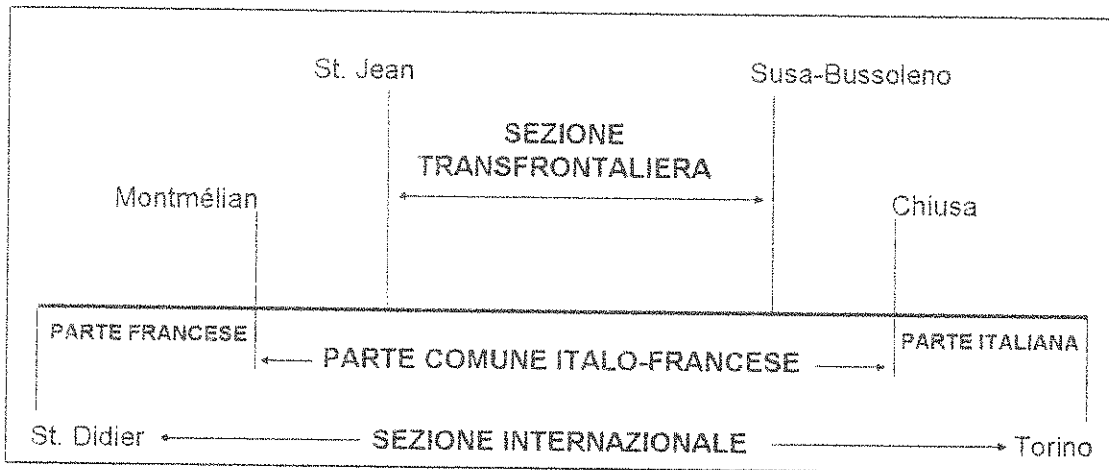 St. Jean
Susa-Bussoleno
SEZIONE
TRANSFRONTALIERA
Montmélian
Chiusa
PARTE FRANCESE
PARTE COMUNE ITALO-FRANCESE
PARTE ITALIANA
St. Didier
SEZIONE INTERNAZIONALE
Torino